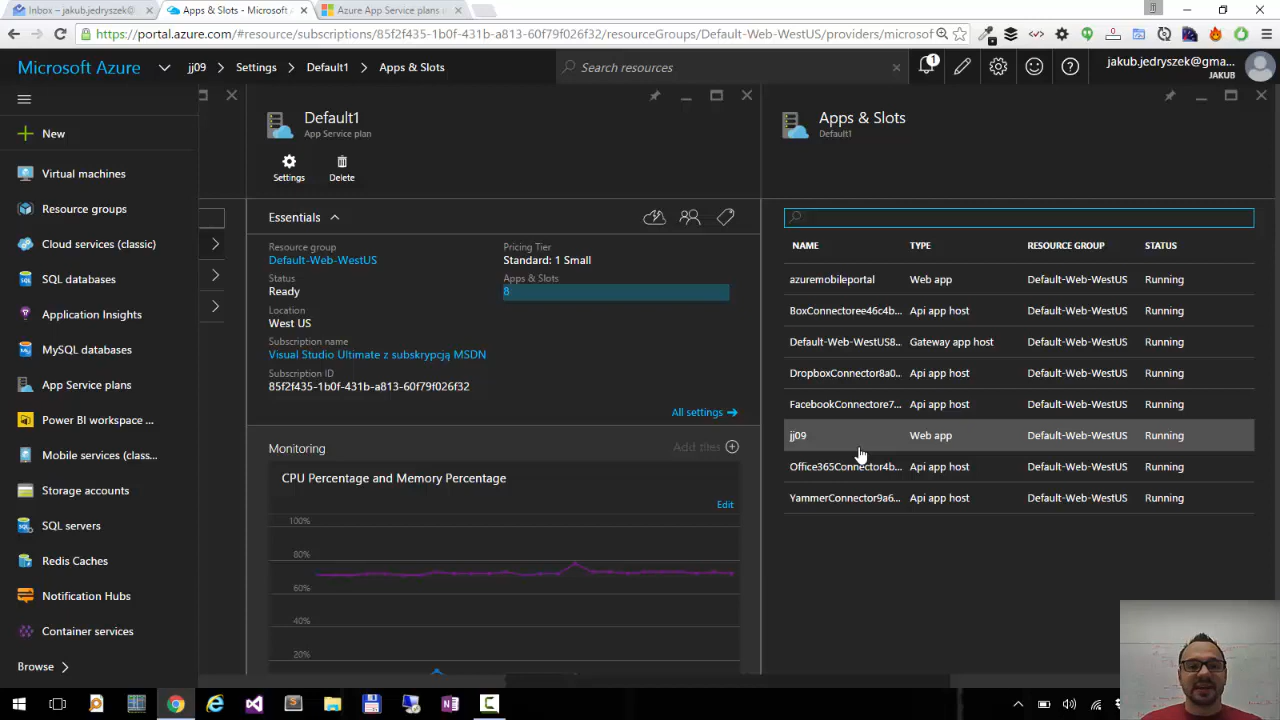 Inbox – jakub.jedryszek@
Apps & Slots - Microsoft A
Azure App Service plans
https://portal.azure.com/#resource/subscriptions/85f2f435-1b0f-431b-a813-60f79f026f32/resourceGroups/Default-Web-WestUS/providers/microsof
Microsoft Azure
jj09
Settings
Default1
Apps & Slots
Search resources
1
jakub.jedryszek@gma...
JAKUB
New
Virtual machines
Resource groups
Cloud services (classic)
SQL databases
Application Insights
MySQL databases
App Service plans
Power BI workspace ...
Mobile services (class...
Storage accounts
SQL servers
Redis Caches
Notification Hubs
Container services
Browse
Default1
App Service plan
Settings
Delete
Essentials
Resource group
Default-Web-WestUS
Status
Ready
Location
West US
Subscription name
Visual Studio Ultimate z subskrypcją MSDN
Subscription ID
85f2f435-1b0f-431b-a813-60f79f026f32
Pricing Tier
Standard: 1 Small
Apps & Slots
8
All settings
Monitoring
Add tiles
CPU Percentage and Memory Percentage
Edit
100%
80%
60%
40%
20%
Apps & Slots
Default1
NAME TYPE RESOURCE GROUP STATUS
azuremobileportal Web app Default-Web-WestUS Running
BoxConnectoree46c4b... Api app host Default-Web-WestUS Running
Default-Web-WestUS8... Gateway app host Default-Web-WestUS Running
DropboxConnector8a0... Api app host Default-Web-WestUS Running
FacebookConnectore7... Api app host Default-Web-WestUS Running
jj09 Web app Default-Web-WestUS Running
Office365Connector4b... Api app host Default-Web-WestUS Running
YammerConnector9a6... Api app host Default-Web-WestUS Running